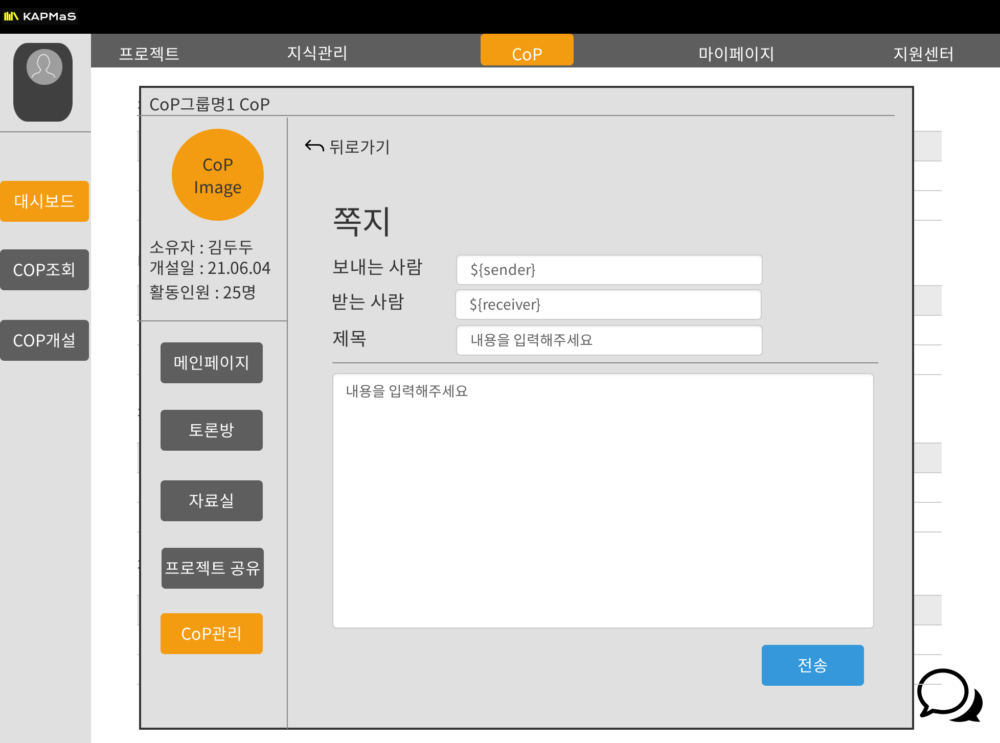 KAPMaS
프로젝트
지식관리
CoP
마이페이지
지원센터
대시보드
COP조회
COP개설
CoP그룹명1 CoP
CoP
Image
소유자 : 김두두
개설일 : 21.06.04
활동인원 : 25명
메인페이지
토론방
자료실
프로젝트 공유
CoP관리
뒤로가기
쪽지
보내는 사람
${sender}
받는 사람
${receiver}
제목
내용을 입력해주세요
내용을 입력해주세요
전송